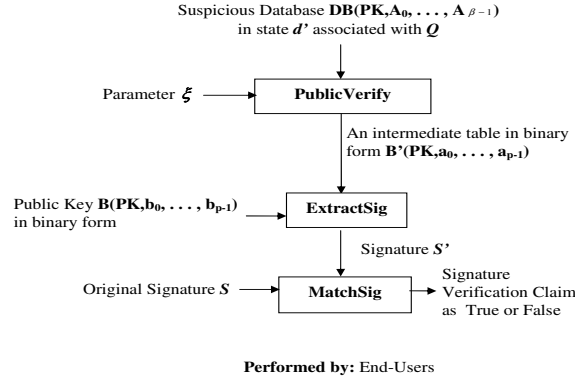 Suspicious Database DB(PK,A₀, . . . , A β−1)
in state d' associated with Q
Parameter ξ
PublicVerify
An intermediate table in binary
form B'(PK,a₀, . . . , aₚ₋₁)
Public Key B(PK,b₀, . . . , bₚ₋₁)
in binary form
ExtractSig
Signature S'
Original Signature S
MatchSig
Signature
Verification Claim
as True or False
Performed by: End-Users